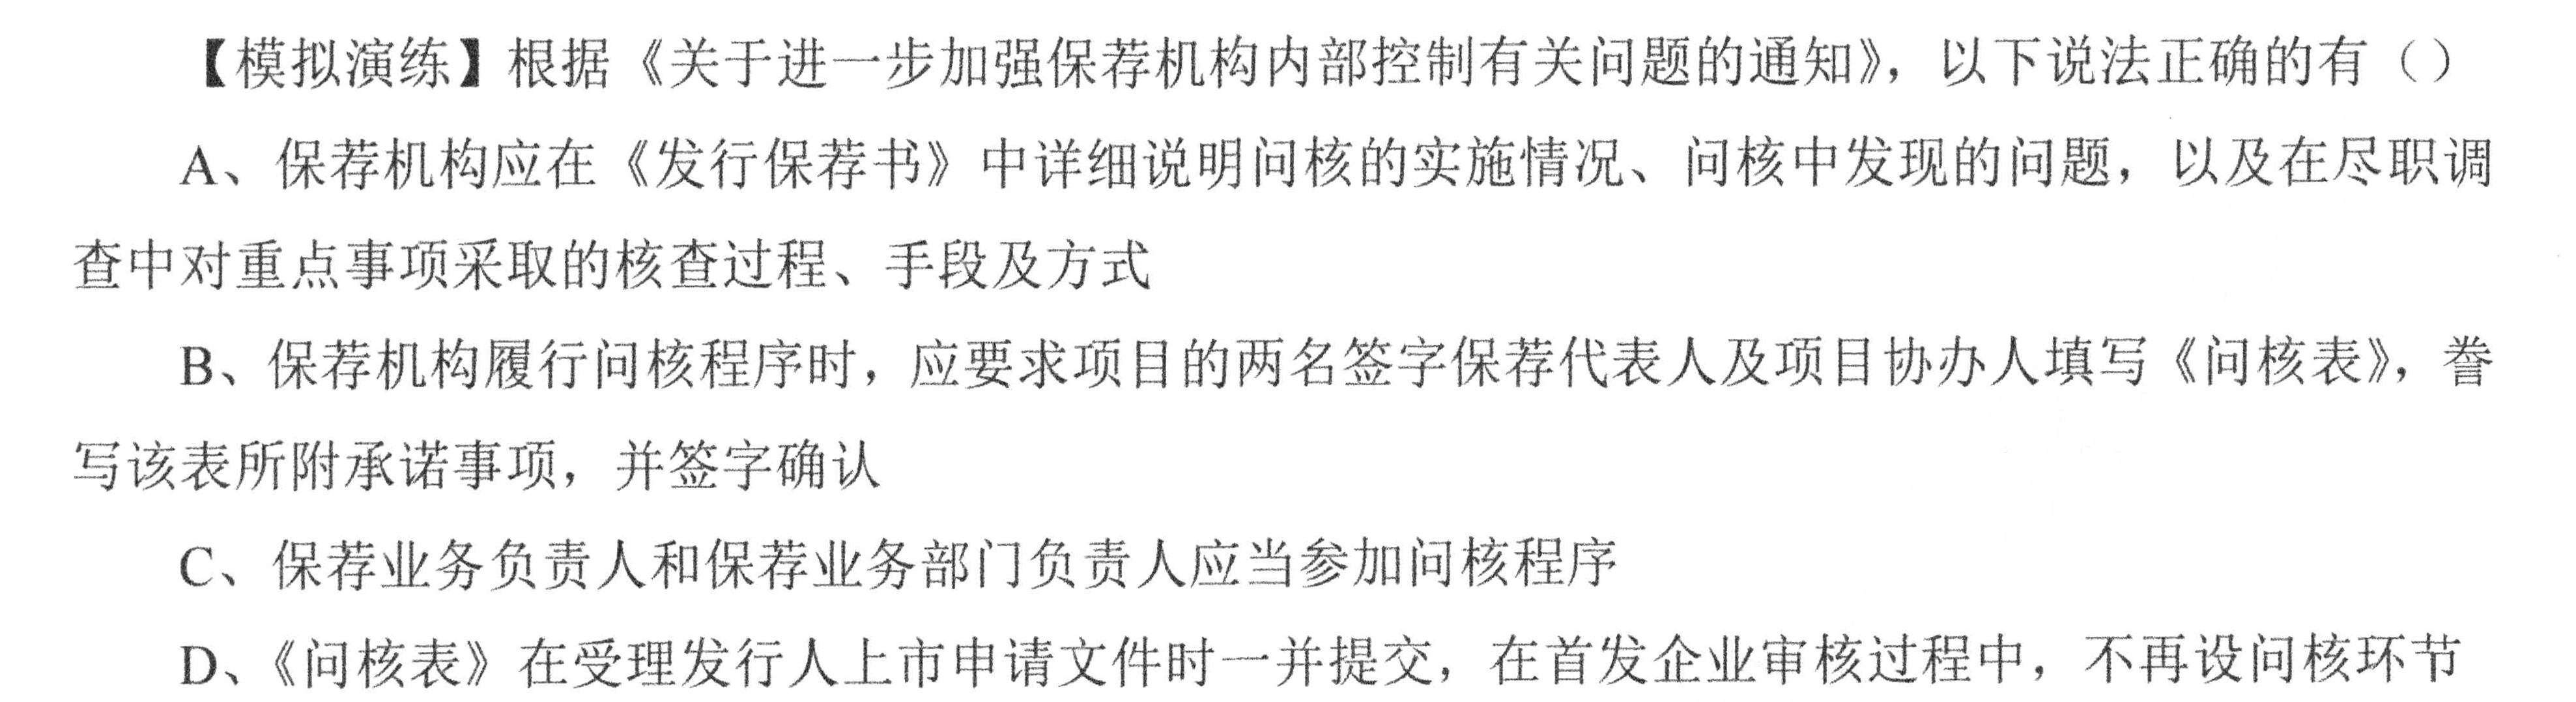 【模拟演练】根据《关于进一步加强保荐机构内部控制有关问题的通知》，以下说法正确的有（）
A、保荐机构应在《发行保荐书》中详细说明问核的实施情况、问核中发现的问题，以及在尽职调
查中对重点事项采取的核查过程、手段及方式
B、保荐机构履行问核程序时，应要求项目的两名签字保荐代表人及项目协办人填写《问核表》，誊
写该表所附承诺事项，并签字确认
C、保荐业务负责人和保荐业务部门负责人应当参加问核程序
D、《问核表》在受理发行人上市申请文件时一并提交，在首发企业审核过程中，不再设问核环节